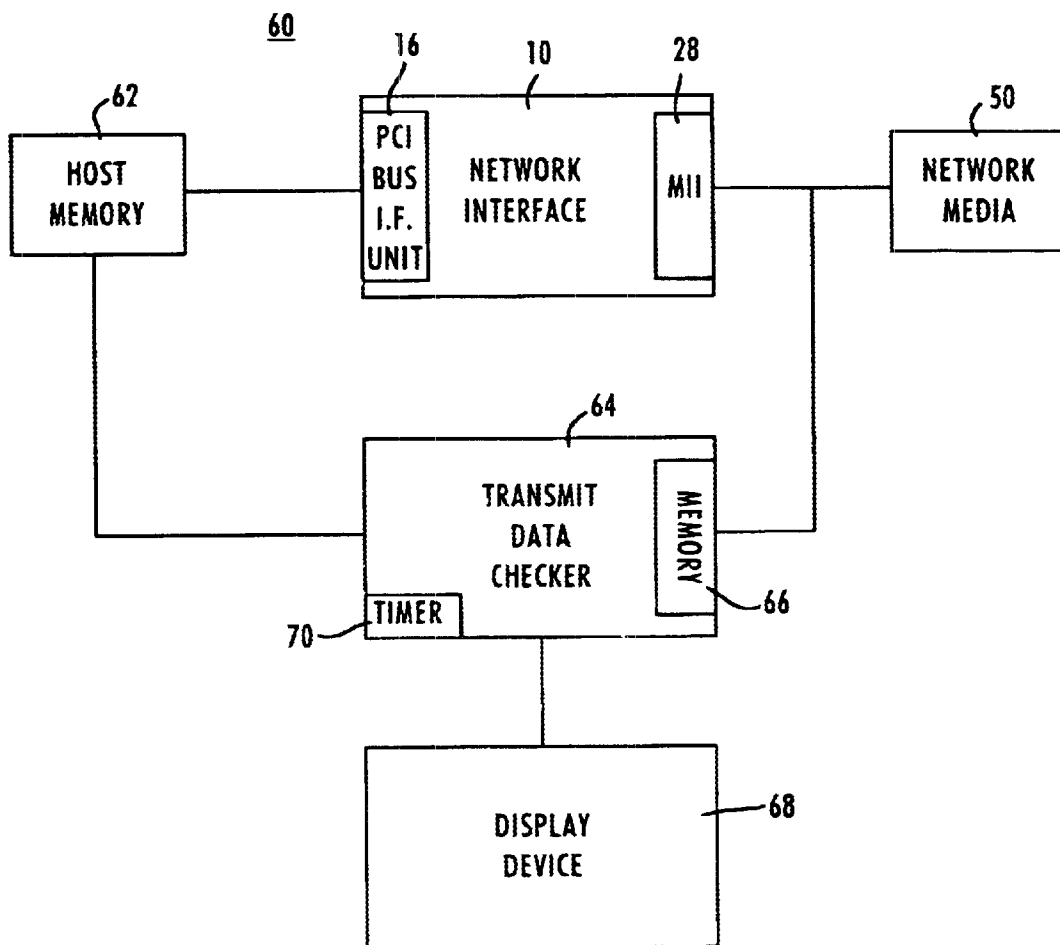 60
16
10
28
62
50
HOST
MEMORY
PCI
BUS
I.F.
UNIT
NETWORK
INTERFACE
MII
NETWORK
MEDIA
64
TRANSMIT
DATA
CHECKER
MEMORY
66
TIMER
70
68
DISPLAY
DEVICE